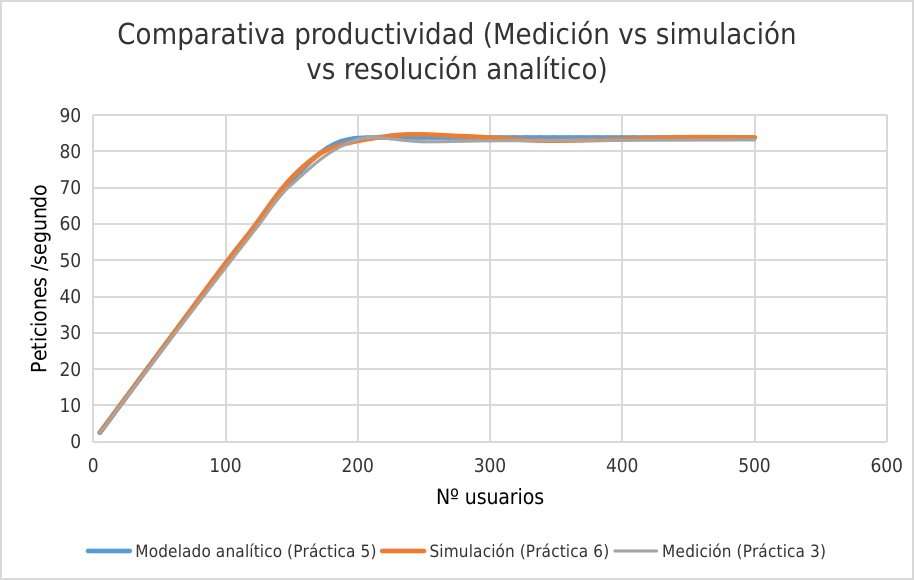 Comparativa productividad (Medición vs simulación
vs resolución analítico)
90
80
70
60
50
40
30
20
10
0
Peticiones /segundo
0 100 200 300 400 500 600
Nº usuarios
Modelado analítico (Práctica 5) Simulación (Práctica 6) Medición (Práctica 3)